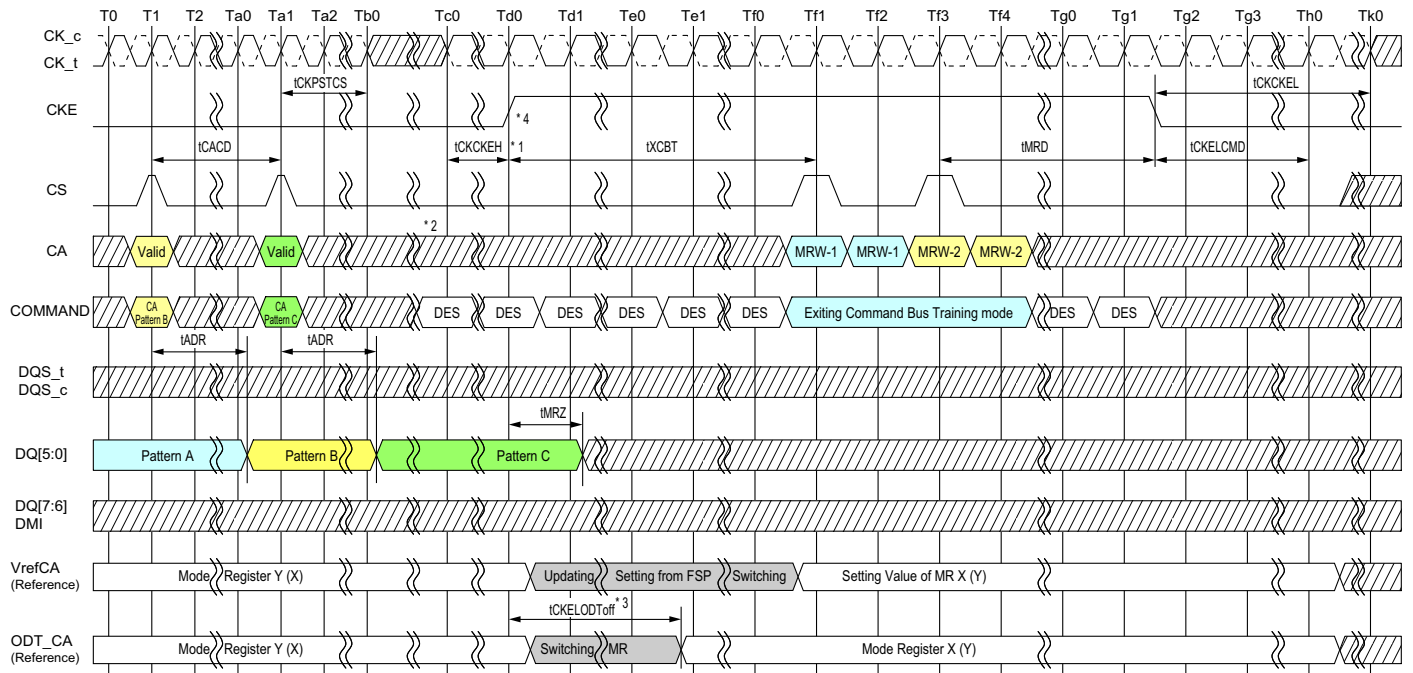 T0 T1 T2 Ta0 Ta1 Ta2 Tb0 Tc0 Td0 Td1 Te0 Te1 Tf0 Tf1 Tf2 Tf3 Tf4 Tg0 Tg1 Tg2 Tg3 Th0 Tk0
CK_c
CK_t
tCKPSTCS
tCKCKEL
CKE
* 4
tCACD
tCKCKEH
* 1
tXCBT
tMRD
tCKELCMD
CS
* 2
CA Valid Valid MRW-1 MRW-1 MRW-2 MRW-2
COMMAND
CA
Pattern B
CA
Pattern C
DES DES DES DES DES DES Exiting Command Bus Training mode DES DES
tADR tADR
DQS_t
DQS_c
tMRZ
DQ[5:0] Pattern A Pattern B Pattern C
DQ[7:6]
DMI
VrefCA
(Reference)
Mode Register Y (X) Updating Setting from FSP Switching Setting Value of MR X (Y)
tCKELODToff * 3
ODT_CA
(Reference)
Mode Register Y (X) Switching MR Mode Register X (Y)